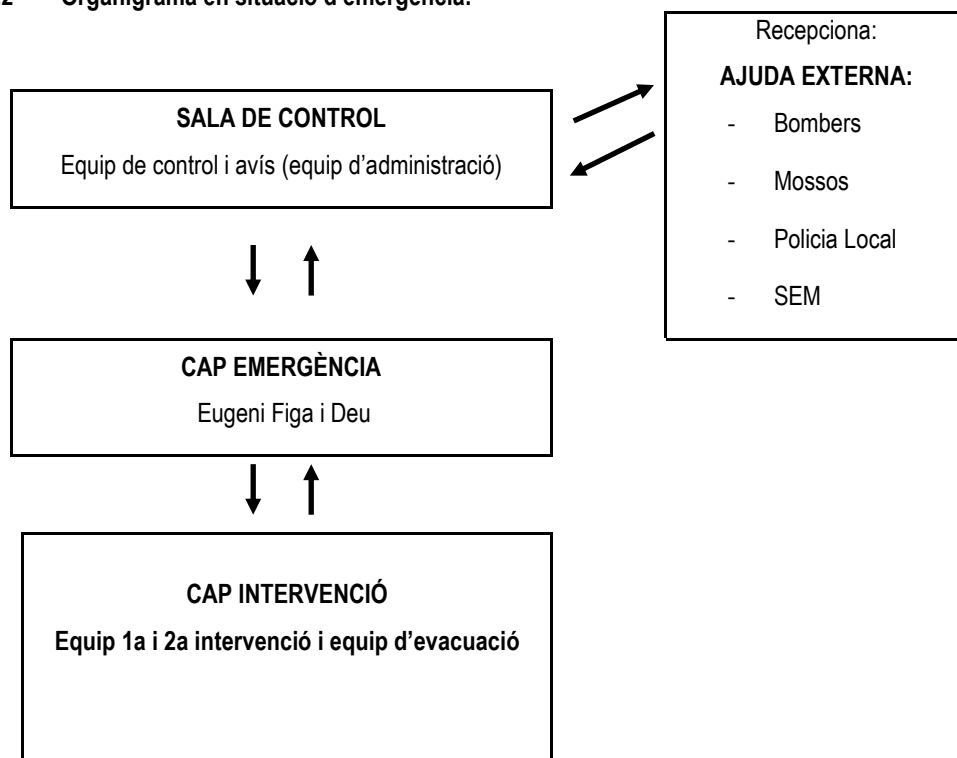 2 Organigrama en situació d'emergència.
Recepciona:
AJUDA EXTERNA:
- Bombers
- Mossos
- Policia Local
- SEM
SALA DE CONTROL
Equip de control i avís (equip d'administració)
CAP EMERGÈNCIA
Eugeni Figa i Deu
CAP INTERVENCIÓ
Equip 1a i 2a intervenció i equip d'evacuació